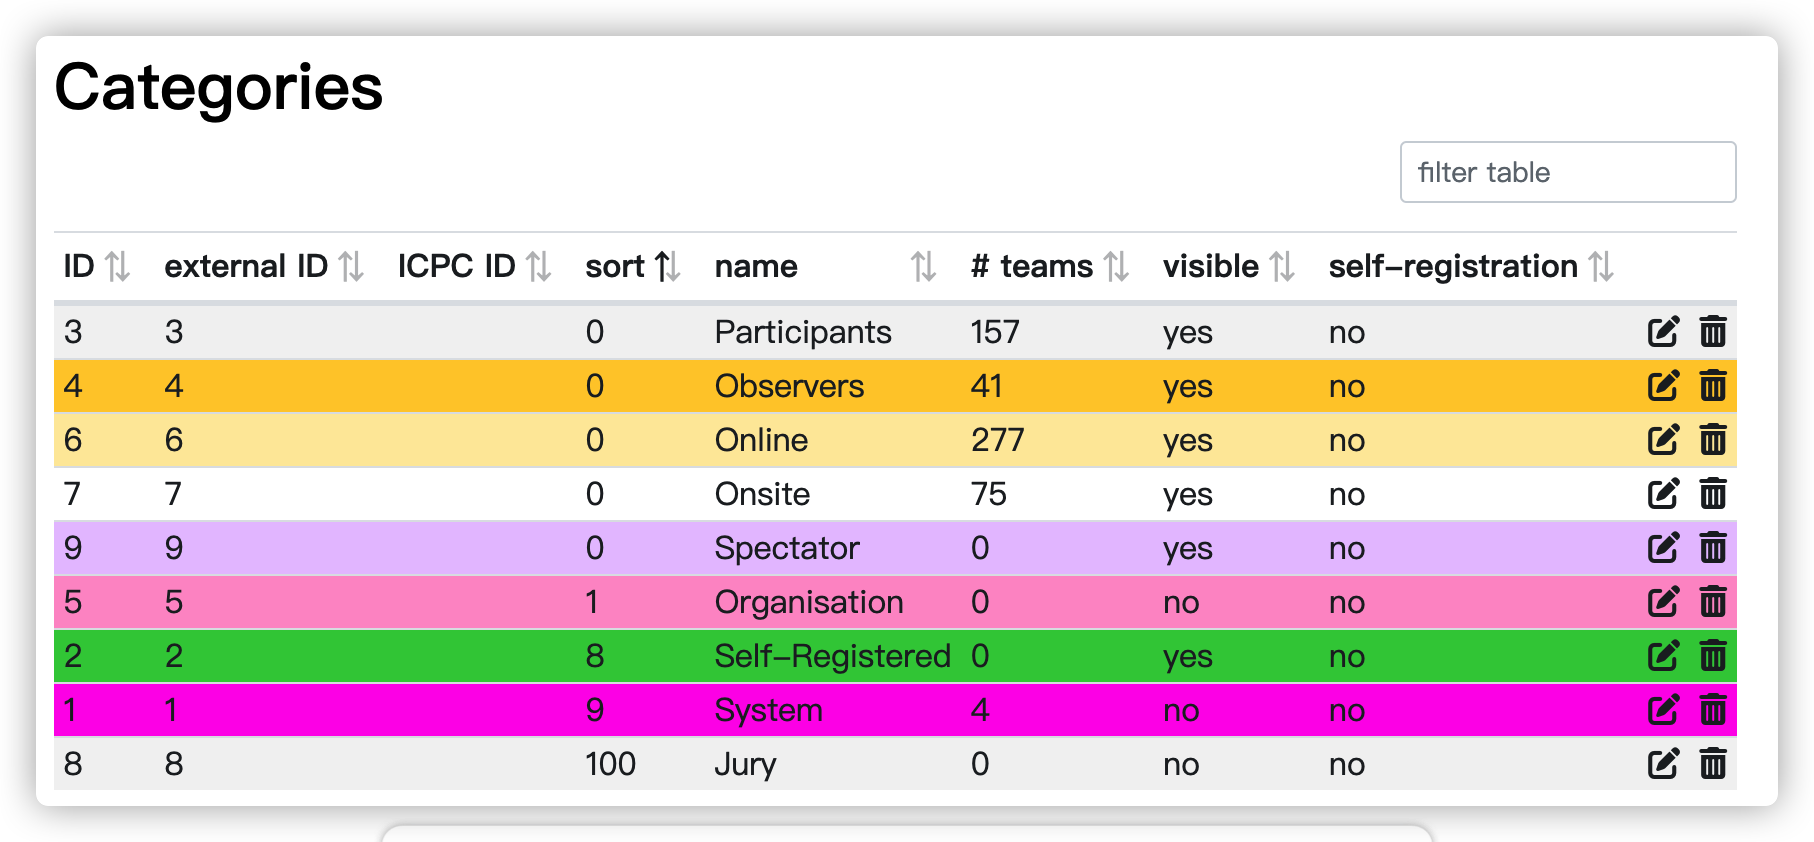 Categories
filter table
ID external ID ICPC ID sort name # teams visible self-registration
3 3 0 Participants 157 yes no
4 4 0 Observers 41 yes no
6 6 0 Online 277 yes no
7 7 0 Onsite 75 yes no
9 9 0 Spectator 0 yes no
5 5 1 Organisation 0 no no
2 2 8 Self-Registered 0 yes no
1 1 9 System 4 no no
8 8 100 Jury 0 no no